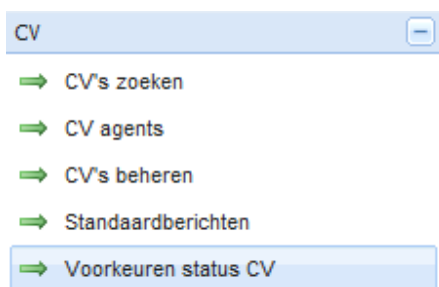 CV
CV's zoeken
CV agents
CV's beheren
Standaardberichten
Voorkeuren status CV